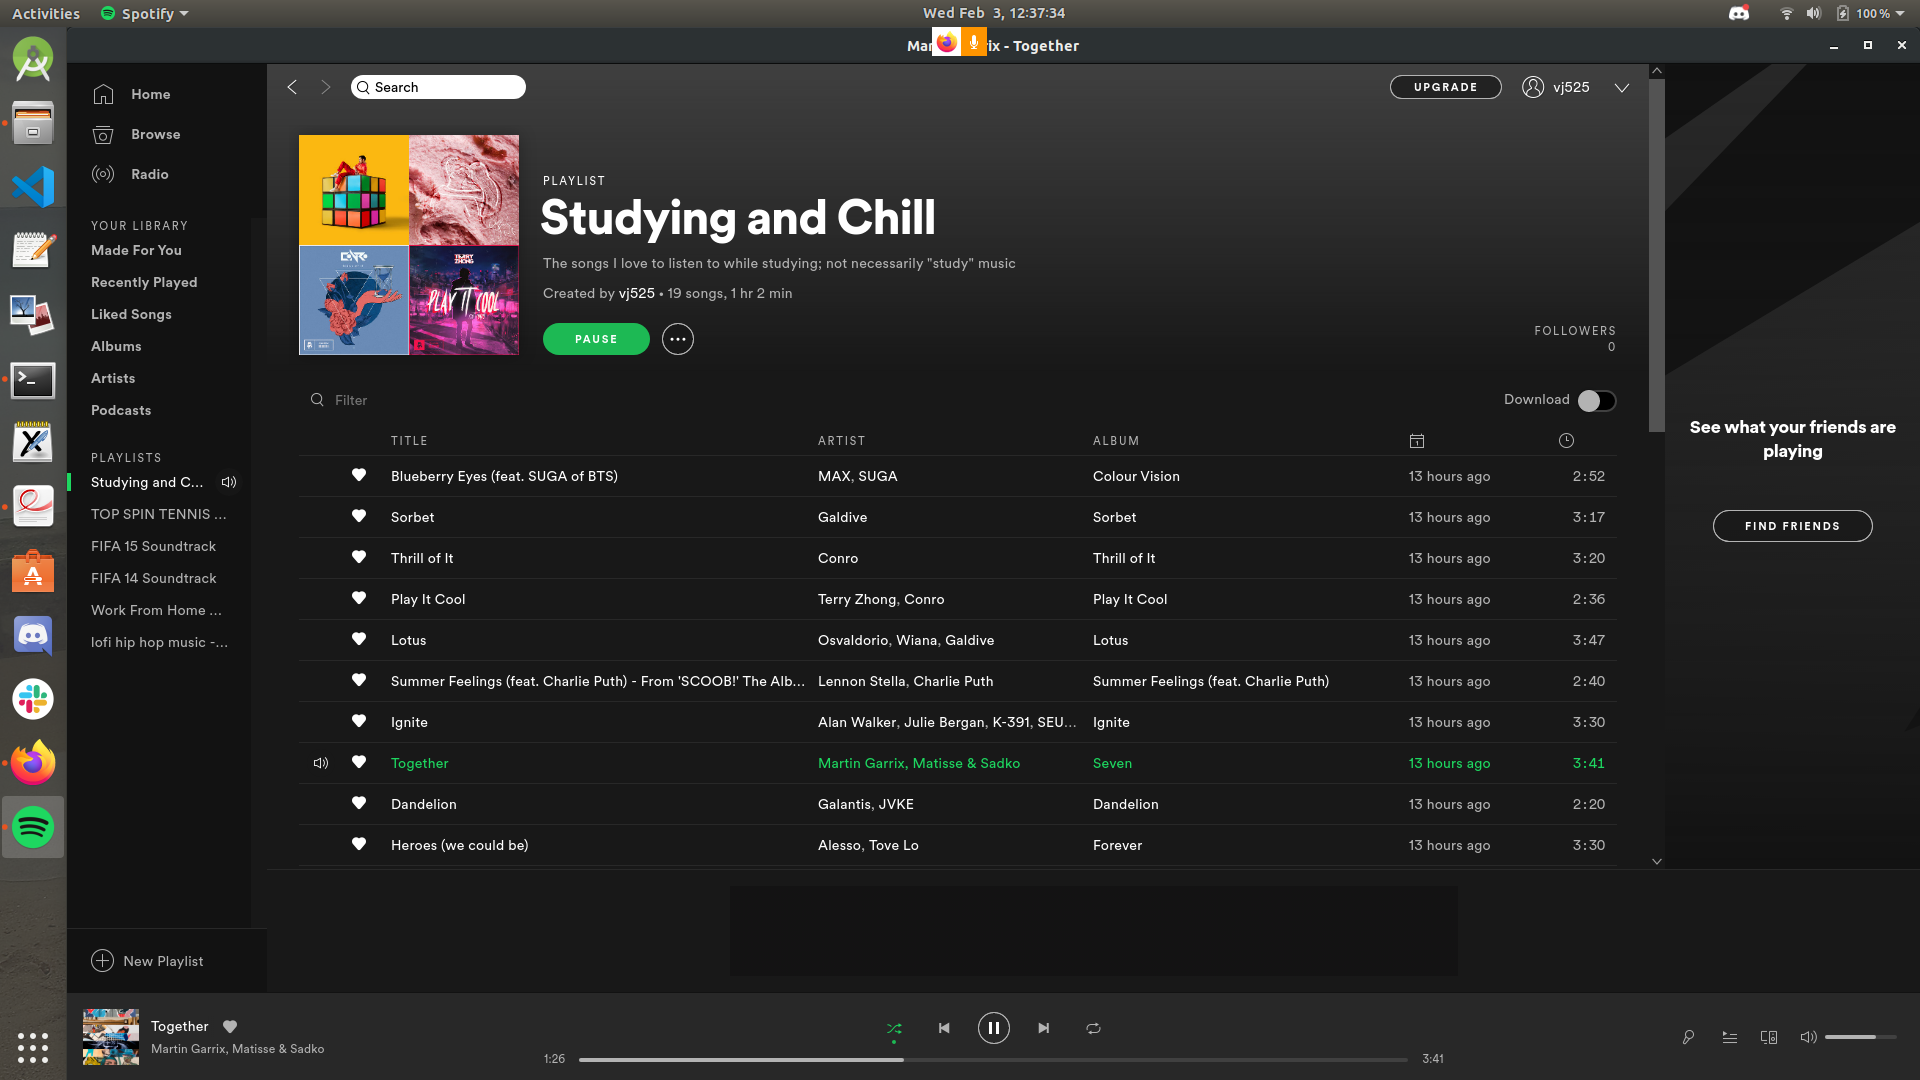 Activities Spotify Wed Feb 3, 12:37:34 100%
Mar rix - Together
Search UPGRADE vj525
Home
Browse
Radio
YOUR LIBRARY
Made For You
Recently Played
Liked Songs
Albums
Artists
Podcasts
PLAYLISTS
Studying and C...
TOP SPIN TENNIS ...
FIFA 15 Soundtrack
FIFA 14 Soundtrack
Work From Home ...
lofi hip hop music -...
New Playlist
CONRO
TERRY
ZHONG
PLAY IT COOL
PLAYLIST
Studying and Chill
The songs I love to listen to while studying; not necessarily "study" music
Created by vj525 • 19 songs, 1 hr 2 min
PAUSE
FOLLOWERS
0
Filter Download
TITLE ARTIST ALBUM
Blueberry Eyes (feat. SUGA of BTS) MAX, SUGA Colour Vision 13 hours ago 2:52
Sorbet Galdive Sorbet 13 hours ago 3:17
Thrill of It Conro Thrill of It 13 hours ago 3:20
Play It Cool Terry Zhong, Conro Play It Cool 13 hours ago 2:36
Lotus Osvaldorio, Wiana, Galdive Lotus 13 hours ago 3:47
Summer Feelings (feat. Charlie Puth) - From 'SCOOB!' The Alb... Lennon Stella, Charlie Puth Summer Feelings (feat. Charlie Puth) 13 hours ago 2:40
Ignite Alan Walker, Julie Bergan, K-391, SEU... Ignite 13 hours ago 3:30
Together Martin Garrix, Matisse & Sadko Seven 13 hours ago 3:41
Dandelion Galantis, JVKE Dandelion 13 hours ago 2:20
Heroes (we could be) Alesso, Tove Lo Forever 13 hours ago 3:30
See what your friends are
playing
FIND FRIENDS
Together
Martin Garrix, Matisse & Sadko
1:26 3:41